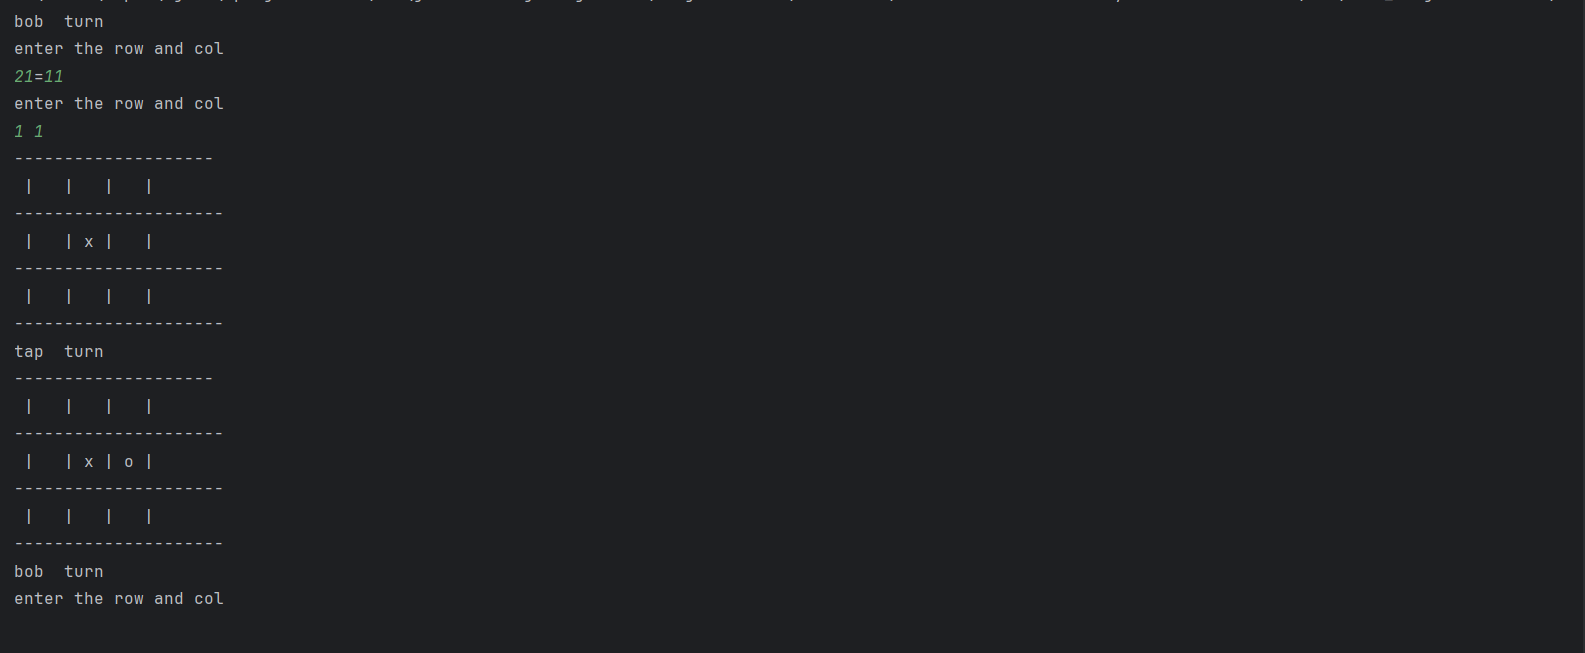 bob  turn
enter the row and col
21=11
enter the row and col
1 1
--------------------
 |   |   |   |
---------------------
 |   | x |   |
---------------------
 |   |   |   |
---------------------
tap  turn
--------------------
 |   |   |   |
---------------------
 |   | x | o |
---------------------
 |   |   |   |
---------------------
bob  turn
enter the row and col